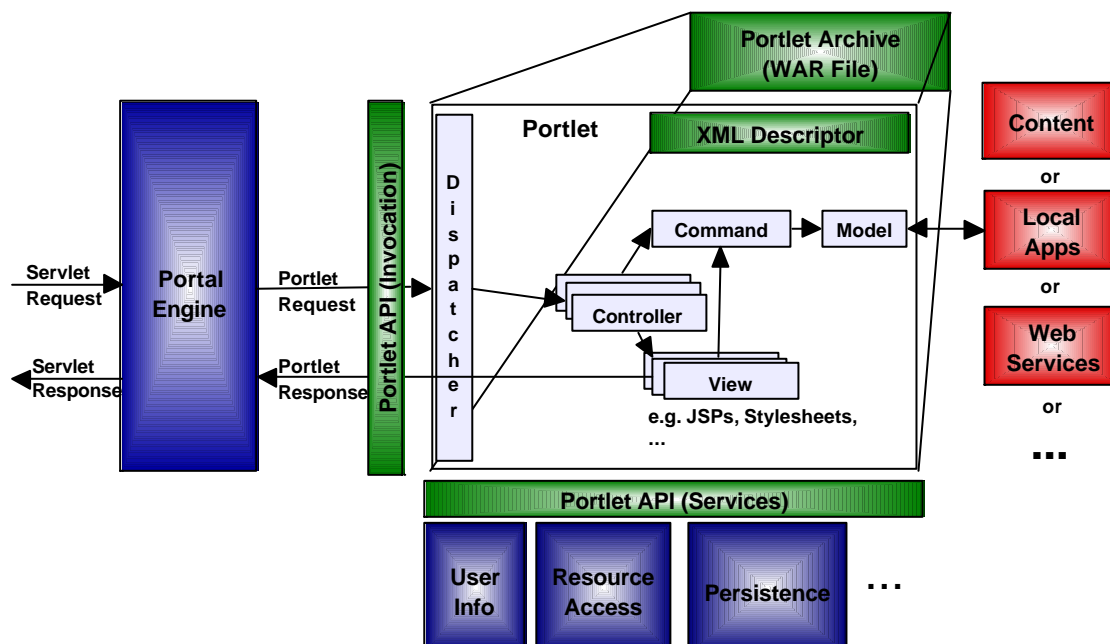 Portlet Archive
(WAR File)
Portlet
XML Descriptor
Content
or
Local
Apps
or
Web
Services
or
...
Servlet
Request
Servlet
Response
Portal
Engine
Portlet
Request
Portlet
Response
Portlet API (Invocation)
Dispatcher
Command
Model
Controller
View
e.g. JSPs, Stylesheets,
...
Portlet API (Services)
User
Info
Resource
Access
Persistence
...